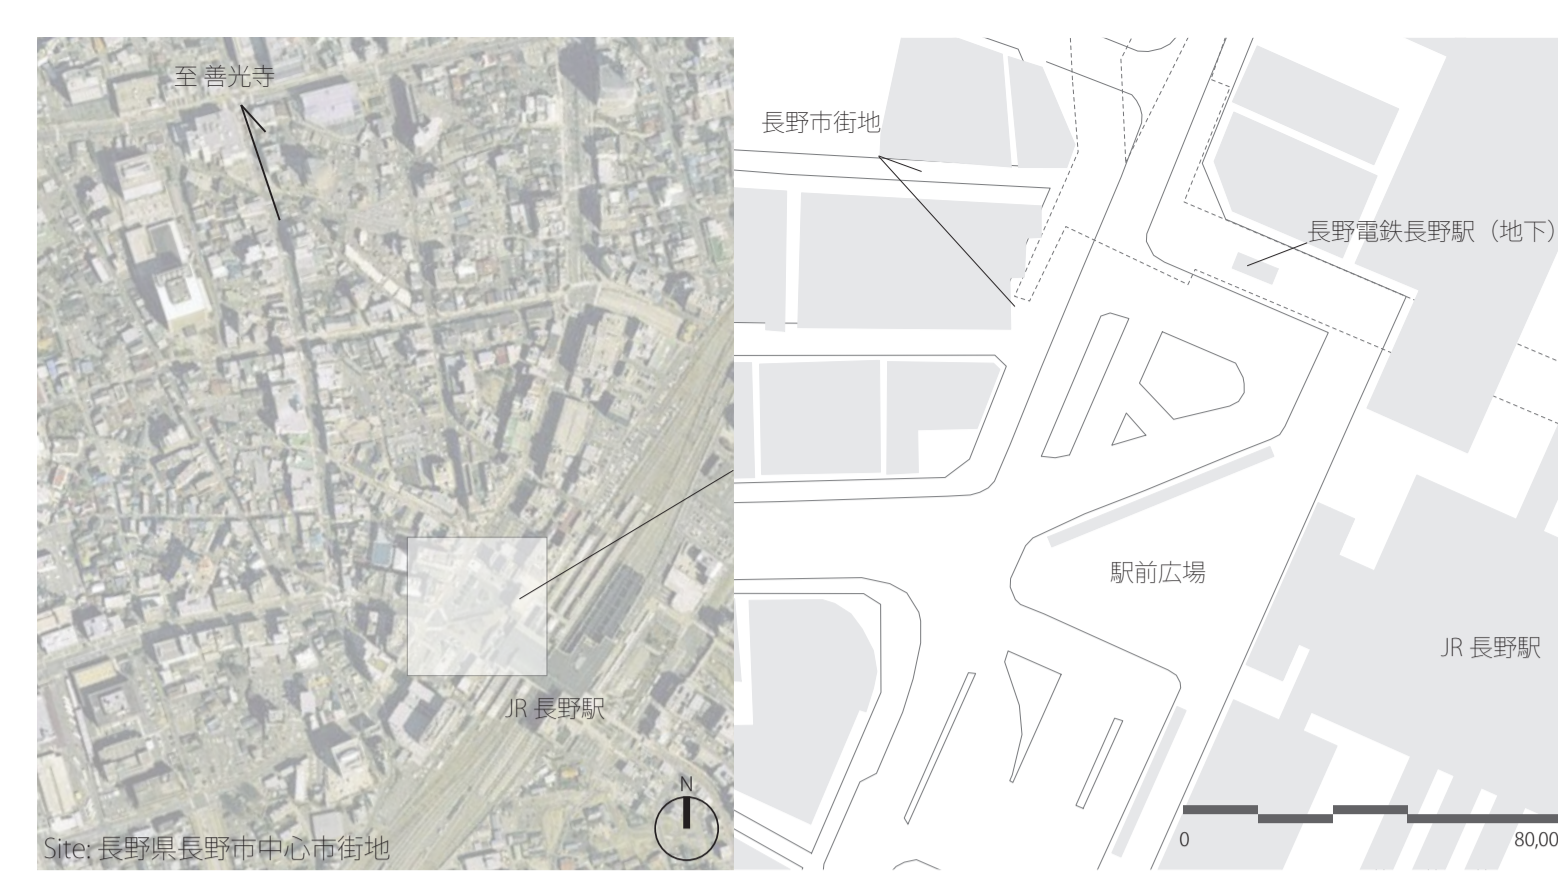 至 善光寺
JR 長野駅
N
Site: 長野県長野市中心市街地
長野市街地
長野電鉄長野駅（地下）
駅前広場
JR 長野駅
0
80,00